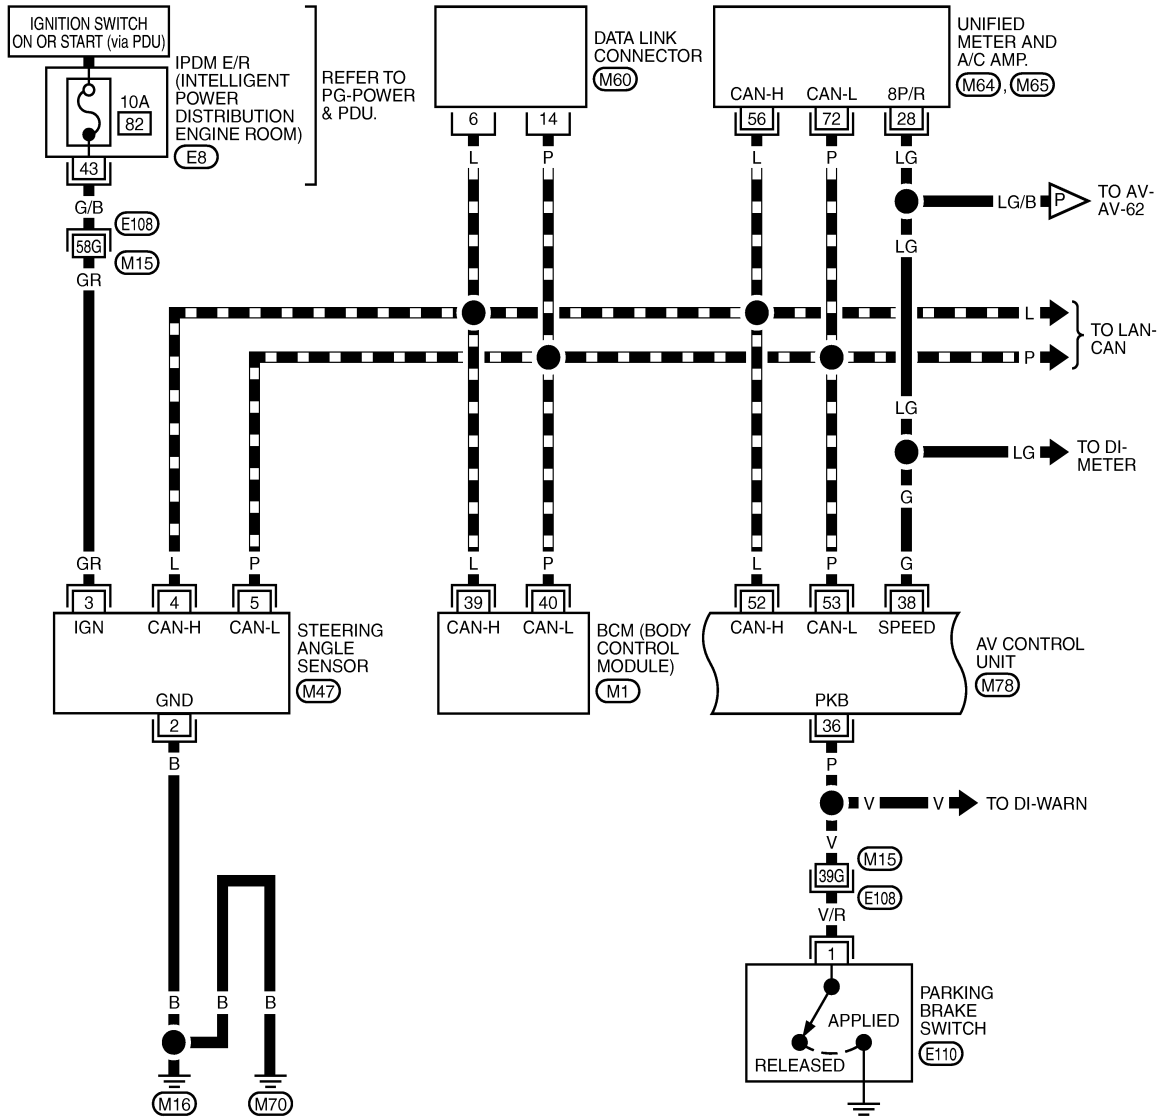 IGNITION SWITCH
ON OR START (via PDU)
IPDM E/R
(INTELLIGENT
POWER
DISTRIBUTION
ENGINE ROOM)
E8
10A
82
43
REFER TO
PG-POWER
& PDU.
G/B
E108
58G
M15
GR
DATA LINK
CONNECTOR
M60
6
14
L
P
UNIFIED
METER AND
A/C AMP.
M64 , M65
CAN-H
CAN-L
8P/R
56
72
28
L
P
LG
LG/B
P
TO AV-
AV-62
LG
L
P
TO LAN-
CAN
LG
LG
TO DI-
METER
G
GR
L
P
L
P
L
P
G
3
4
5
IGN
CAN-H
CAN-L
STEERING
ANGLE
SENSOR
M47
GND
2
B
39
40
CAN-H
CAN-L
BCM (BODY
CONTROL
MODULE)
M1
52
53
38
CAN-H
CAN-L
SPEED
AV CONTROL
UNIT
M78
PKB
36
P
V
V
TO DI-WARN
V
M15
39G
E108
V/R
1
PARKING
BRAKE
SWITCH
E110
APPLIED
RELEASED
B
B
B
M16
M70